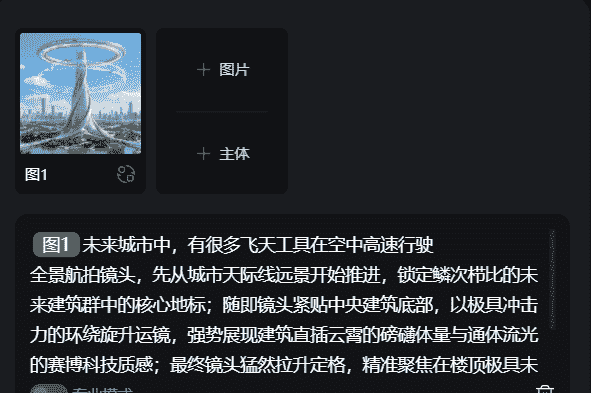 + 图片
图1
+ 主体
图1 未来城市中，有很多飞天工具在空中高速行驶
全景航拍镜头，先从城市天际线远景开始推进，锁定鳞次栉比的未
来建筑群中的核心地标；随即镜头紧贴中央建筑底部，以极具冲击
力的环绕旋升运镜，强势展现建筑直插云霄的磅礴体量与通体流光
的赛博科技质感；最终镜头猛然拉升定格，精准聚焦在楼顶极具未
专业模式